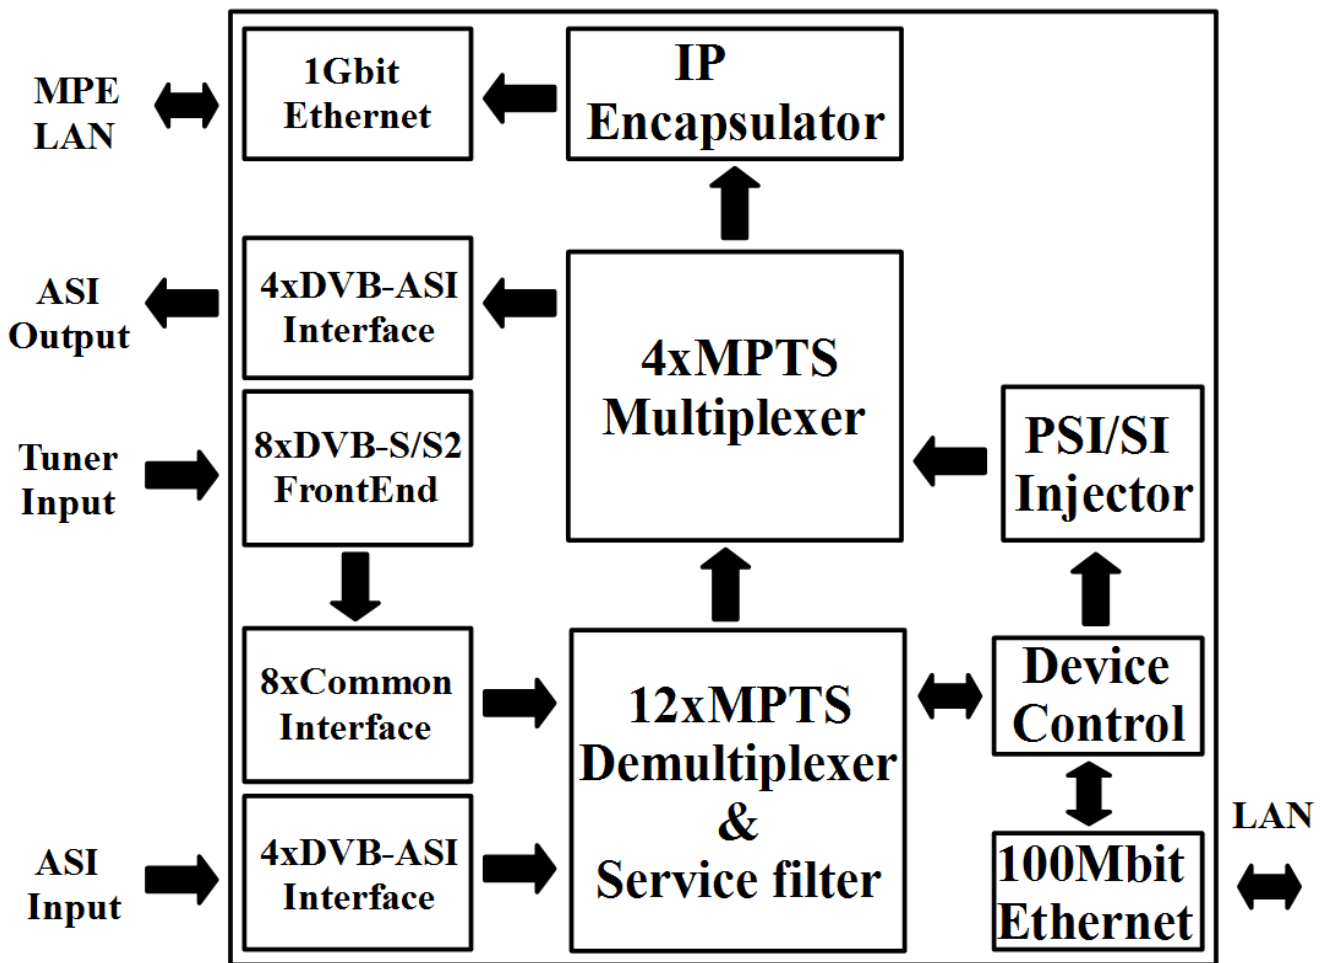 MPE
LAN
1Gbit
Ethernet
IP
Encapsulator
ASI
Output
4xDVB-ASI
Interface
4xMPTS
Multiplexer
Tuner
Input
8xDVB-S/S2
FrontEnd
PSI/SI
Injector
8xCommon
Interface
12xMPTS
Demultiplexer
&
Service filter
Device
Control
ASI
Input
4xDVB-ASI
Interface
100Mbit
Ethernet
LAN